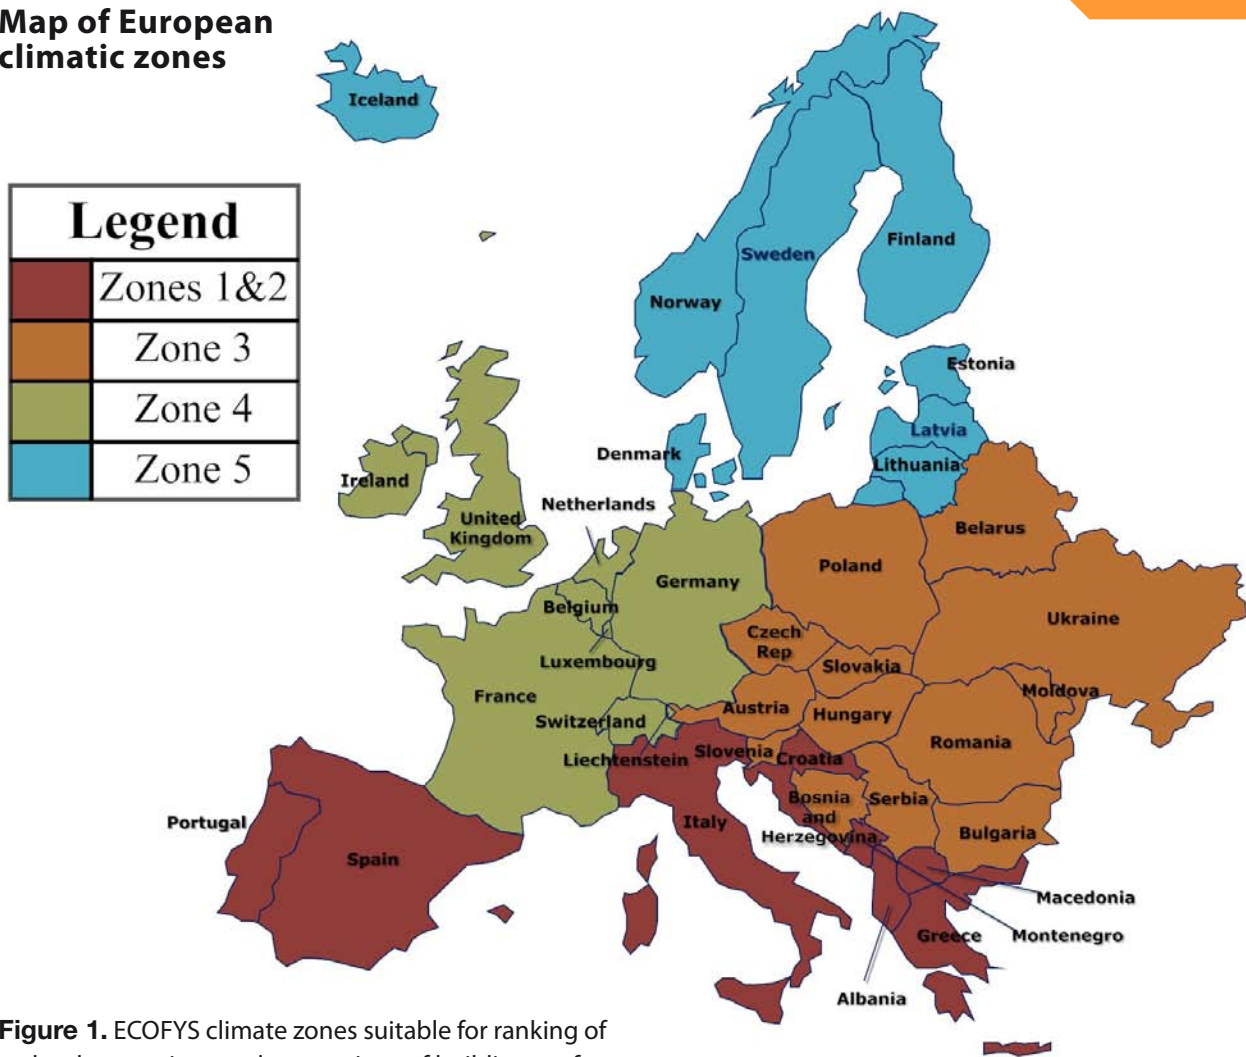 Map of European
climatic zones
Iceland
Legend
Zones 1&2
Zone 3
Zone 4
Zone 5
Finland
Sweden
Norway
Estonia
Latvia
Denmark
Lithuania
Ireland
Netherlands
United
Kingdom
Belarus
Poland
Germany
Belgium
Ukraine
Czech
Rep
Luxembourg
Slovakia
France
Moldova
Austria
Switzerland
Hungary
Romania
Slovenia
Croatia
Liechtenstein
Bosnia
and
Herzegovina
Serbia
Portugal
Italy
Bulgaria
Spain
Macedonia
Greece
Montenegro
Albania
Figure 1. ECOFYS climate zones suitable for ranking of